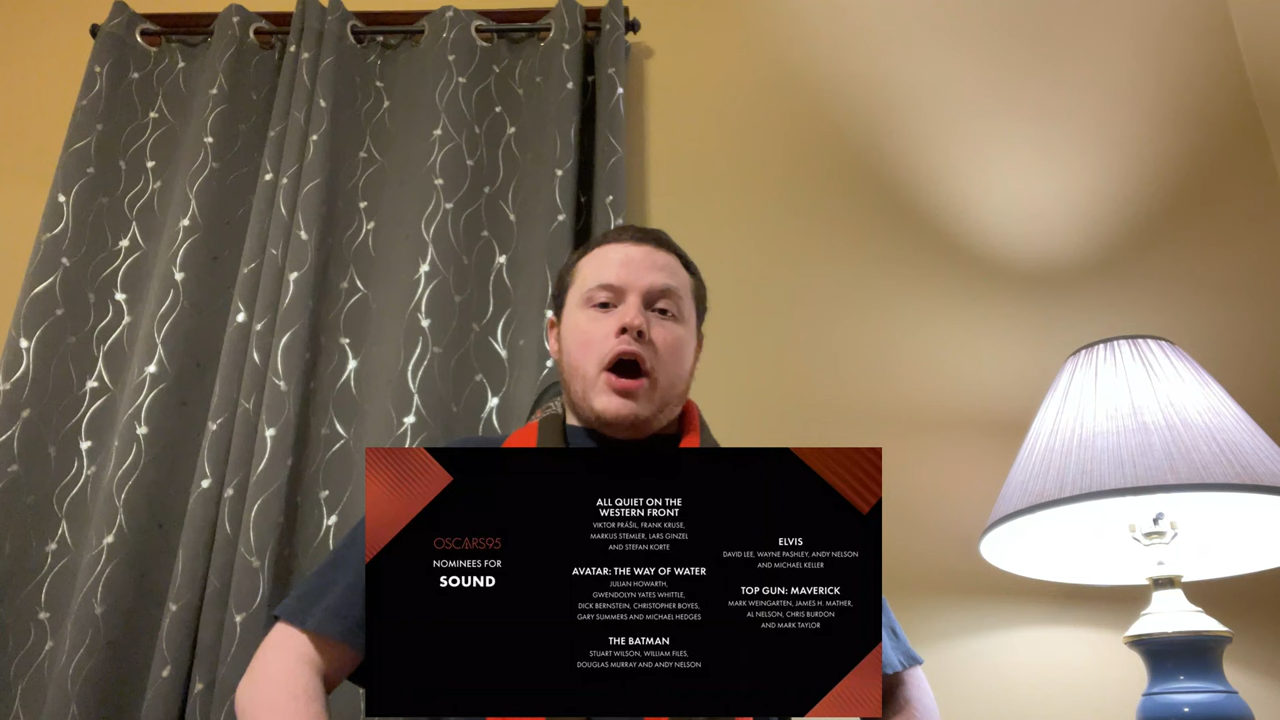 OSCARS95
NOMINEES FOR
SOUND
ALL QUIET ON THE
WESTERN FRONT
VIKTOR PRÁŠIL, FRANK KRUSE,
MARKUS STEMLER, LARS GINZEL
AND STEFAN KORTE
AVATAR: THE WAY OF WATER
JULIAN HOWARTH,
GWENDOLYN YATES WHITTLE,
DICK BERNSTEIN, CHRISTOPHER BOYES,
GARY SUMMERS AND MICHAEL HEDGES
THE BATMAN
STUART WILSON, WILLIAM FILES,
DOUGLAS MURRAY AND ANDY NELSON
ELVIS
DAVID LEE, WAYNE PASHLEY, ANDY NELSON
AND MICHAEL KELLER
TOP GUN: MAVERICK
MARK WEINGARTEN, JAMES H. MATHER,
AL NELSON, CHRIS BURDON
AND MARK TAYLOR